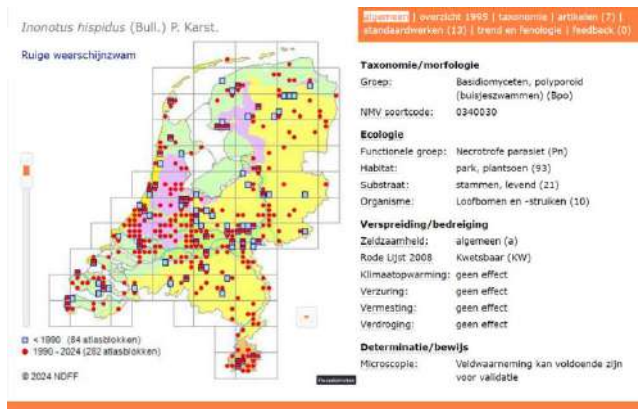 Inonotus hispidus (Bull.) P. Karst.
Ruige weerschijnzwam
< 1990 (84 atlasblokken)
1990 - 2024 (282 atlasblokken)
© 2024 NDFF
algemeen | overzicht 1995 | taxonomie | artikelen (7) |
standaardwerken (13) | trend en fenologie | feedback (0)
Taxonomie/morfologie
Groep: Basidiomyceten, polyporoid
(buisjeszwammen) (Bpo)
NMV soortcode: 0340030
Ecologie
Functionele groep: Necrotrofe parasiet (Pn)
Habitat: park, plantsoen (93)
Substraat: stammen, levend (21)
Organisme: Loofbomen en -struiken (10)
Verspreiding/bedreiging
Zeldzaamheid: algemeen (a)
Rode Lijst 2008 Kwetsbaar (KW)
Klimaatopwarming: geen effect
Verzuring: geen effect
Vermesting: geen effect
Verdroging: geen effect
Determinatie/bewijs
Microscopie: Veldwaarneming kan voldoende zijn
voor validatie